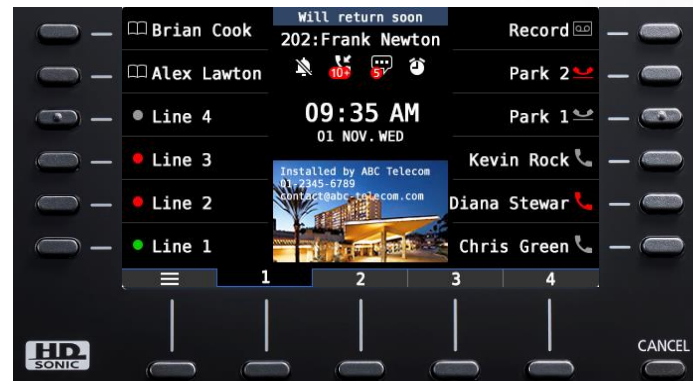 Will return soon
202:Frank Newton
Brian Cook
Record
10+
5
Alex Lawton
Park 2
Line 4
09:35 AM
Park 1
01 NOV. WED
Line 3
Kevin Rock
Installed by ABC Telecom
01-2345-6789
contact@abc-telecom.com
Line 2
Diana Stewar
Line 1
Chris Green
1
2
3
4
HD
SONIC
CANCEL